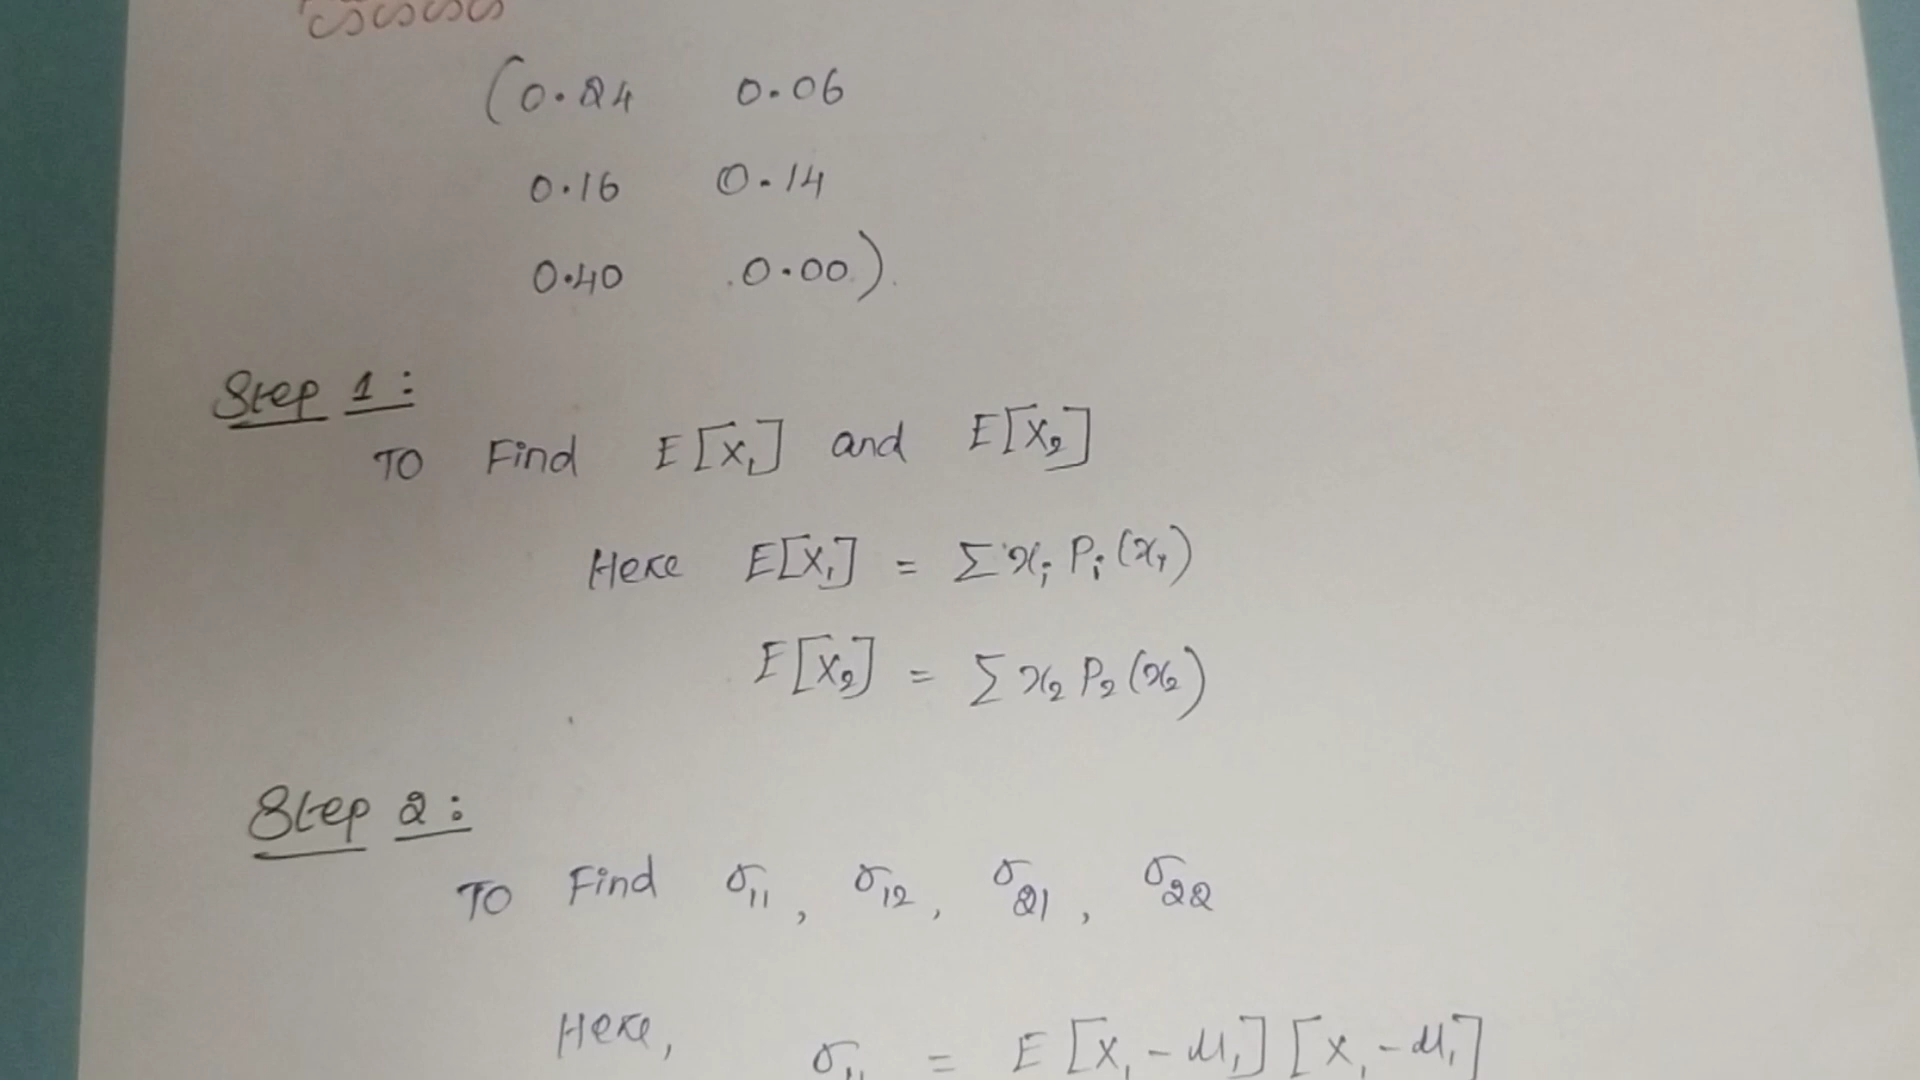 (0.24 0.06
0.16 0.14
0.40 0.00).
Step 1:
To Find E[X₁] and E[X₂]
Here E[X₁] = Σ x₁ P₁(x₁)
E[X₂] = Σ x₂ P₂(x₂)
Step 2:
To Find σ₁₁, σ₁₂, σ₂₁, σ₂₂
Here, σ₁₁ = E[X₁-μ₁][X₁-μ₁]